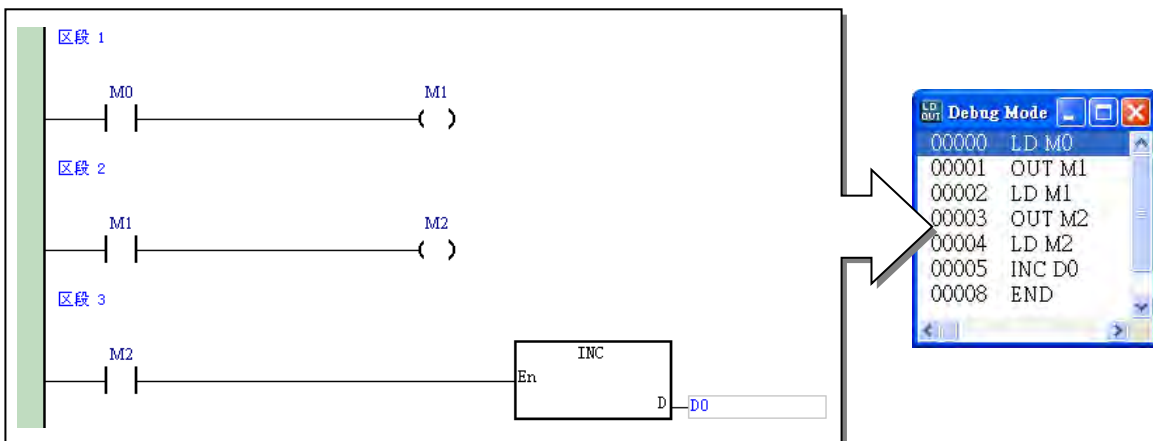 区段 1
M0 M1
区段 2
M1 M2
区段 3
M2
INC
En
D D0
LD OUT Debug Mode
00000 LD M0
00001 OUT M1
00002 LD M1
00003 OUT M2
00004 LD M2
00005 INC D0
00008 END